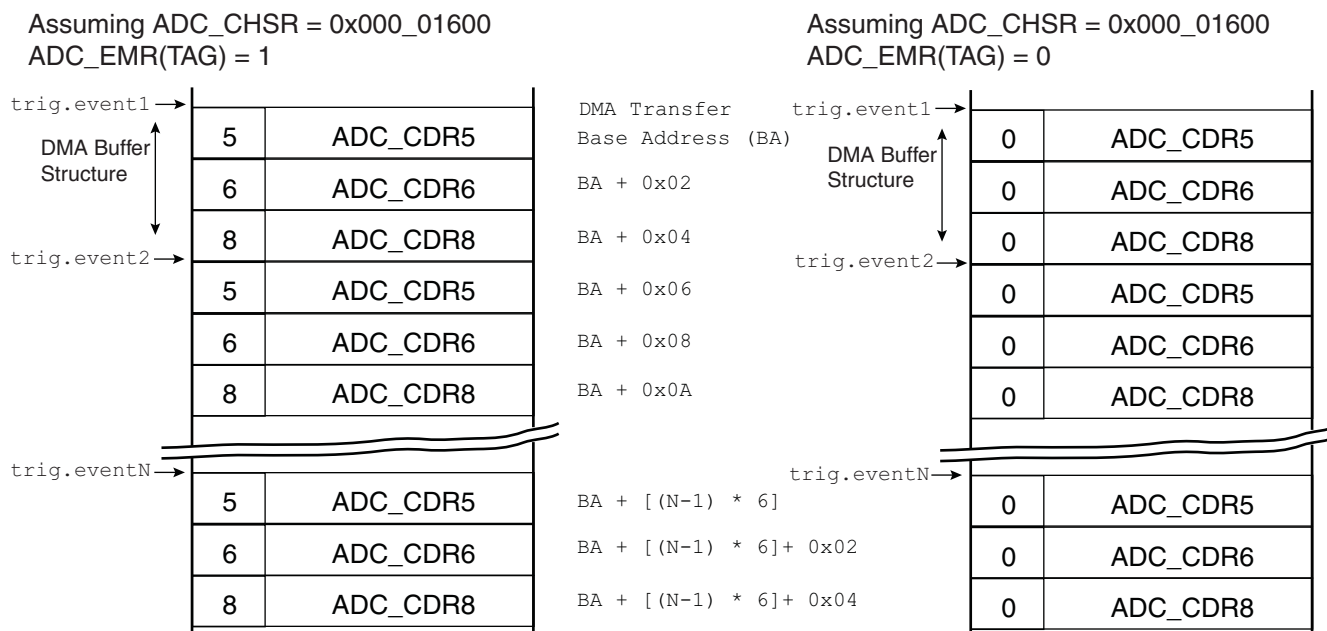 Assuming ADC_CHSR = 0x000_01600
ADC_EMR(TAG) = 1
Assuming ADC_CHSR = 0x000_01600
ADC_EMR(TAG) = 0
trig.event1
DMA Transfer
trig.event1
DMA Buffer
Structure
5 ADC_CDR5
Base Address (BA)
DMA Buffer
Structure
0 ADC_CDR5
6 ADC_CDR6
BA + 0x02
0 ADC_CDR6
8 ADC_CDR8
BA + 0x04
0 ADC_CDR8
trig.event2
trig.event2
5 ADC_CDR5
BA + 0x06
0 ADC_CDR5
6 ADC_CDR6
BA + 0x08
0 ADC_CDR6
8 ADC_CDR8
BA + 0x0A
0 ADC_CDR8
trig.eventN
trig.eventN
5 ADC_CDR5
BA + [(N-1) * 6]
0 ADC_CDR5
6 ADC_CDR6
BA + [(N-1) * 6]+ 0x02
0 ADC_CDR6
8 ADC_CDR8
BA + [(N-1) * 6]+ 0x04
0 ADC_CDR8